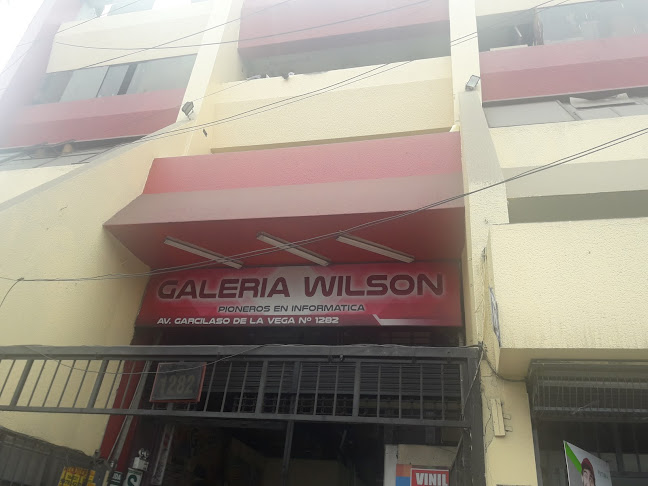 GALERIA WILSON
PIONEROS EN INFORMATICA
AV. GARCILASO DE LA VEGA Nº 1282
1282
VINIL
S